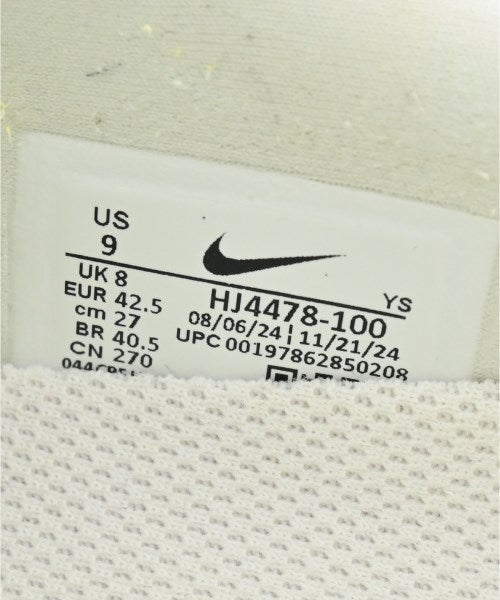 US
9
YS
UK 8
EUR 42.5
cm 27
BR 40.5
CN 270
HJ4478-100
08/06/24 | 11/21/24
UPC 00197862850208